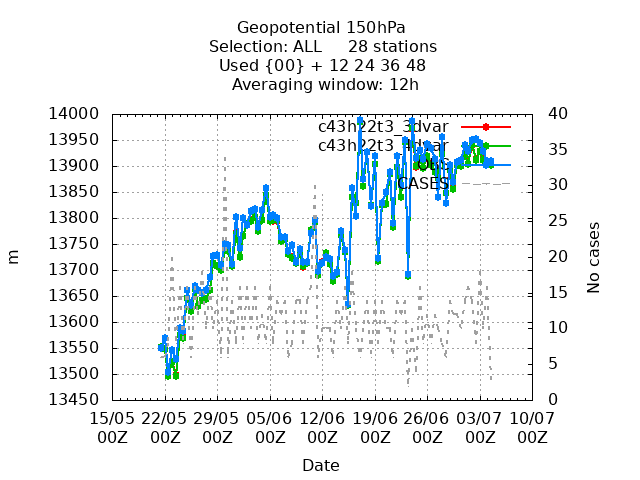 Geopotential 150hPa
Selection: ALL 28 stations
Used {00} + 12 24 36 48
Averaging window: 12h
14000
13950
13900
13850
13800
13750
13700
13650
13600
13550
13500
13450
m
40
35
30
25
20
15
10
5
0
No cases
c43h22t3_3dvar
c43h22t3_4dvar
OBS
CASES
15/05 22/05 29/05 05/06 12/06 19/06 26/06 03/07 10/07
00Z 00Z 00Z 00Z 00Z 00Z 00Z 00Z 00Z
Date